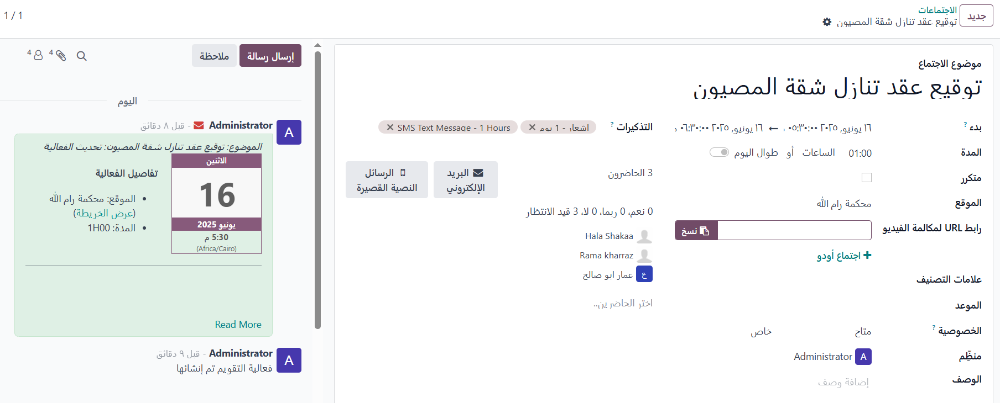 جديد
الاجتماعات
توقيع عقد تنازل شقة المصيون
1 / 1
موضوع الاجتماع
توقيع عقد تنازل شقة المصيون
بدء ?
١٦ يونيو, ٢٠٢٥ ٠٥:٣٠:٠٠ ← ١٦ يونيو, ٢٠٢٥ ٠٦:٣٠:٠٠
المدة
01:00 الساعات أو طوال اليوم
متكرر
الموقع
محكمة رام الله
رابط URL لمكالمة الفيديو
نسخ
اجتماع أودو
علامات التصنيف
الموعد
الخصوصية ?
متاح خاص
منظِّم
A Administrator
الوصف
إضافة وصف
التذكيرات ?
اشعار - 1 يوم ×
SMS Text Message - 1 Hours ×
3 الحاضرون
البريد
الإلكتروني
الرسائل
النصية القصيرة
0 نعم، 0 ربما، 0 لا، 3 قيد الانتظار
Hala Shakaa
Rama kharraz
ع عمار ابو صالح
اختر الحاضرين..
إرسال رسالة
ملاحظة
4 4
اليوم
A Administrator - قبل ٨ دقائق
الموضوع: توقيع عقد تنازل شقة المصيون: تحديث الفعالية
الاثنين
16
يونيو 2025
5:30 م
(Africa/Cairo)
تفاصيل الفعالية
• الموقع: محكمة رام الله
(عرض الخريطة)
• المدة: 1H00
Read More
A Administrator - قبل ٩ دقائق
فعالية التقويم تم إنشائها